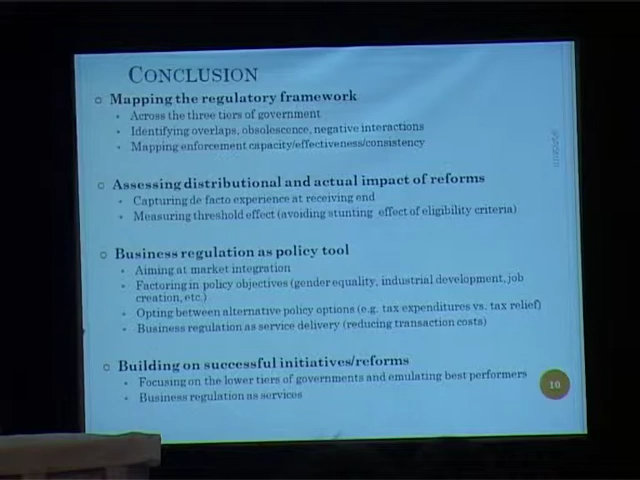 CONCLUSION
Mapping the regulatory framework
Across the three tiers of government
Identifying overlaps, obsolescence, negative interactions
Mapping enforcement capacity/effectiveness/consistency
Assessing distributional and actual impact of reforms
Capturing de facto experience at receiving end
Measuring threshold effect (avoiding stunting effect of eligibility criteria)
Business regulation as policy tool
Aiming at market integration
Factoring in policy objectives (gender equality, industrial development, job
creation, etc.)
Opting between alternative policy options (e.g. tax expenditures vs. tax relief)
Business regulation as service delivery (reducing transaction costs)
Building on successful initiatives/reforms
Focusing on the lower tiers of governments and emulating best performers
Business regulation as services
10